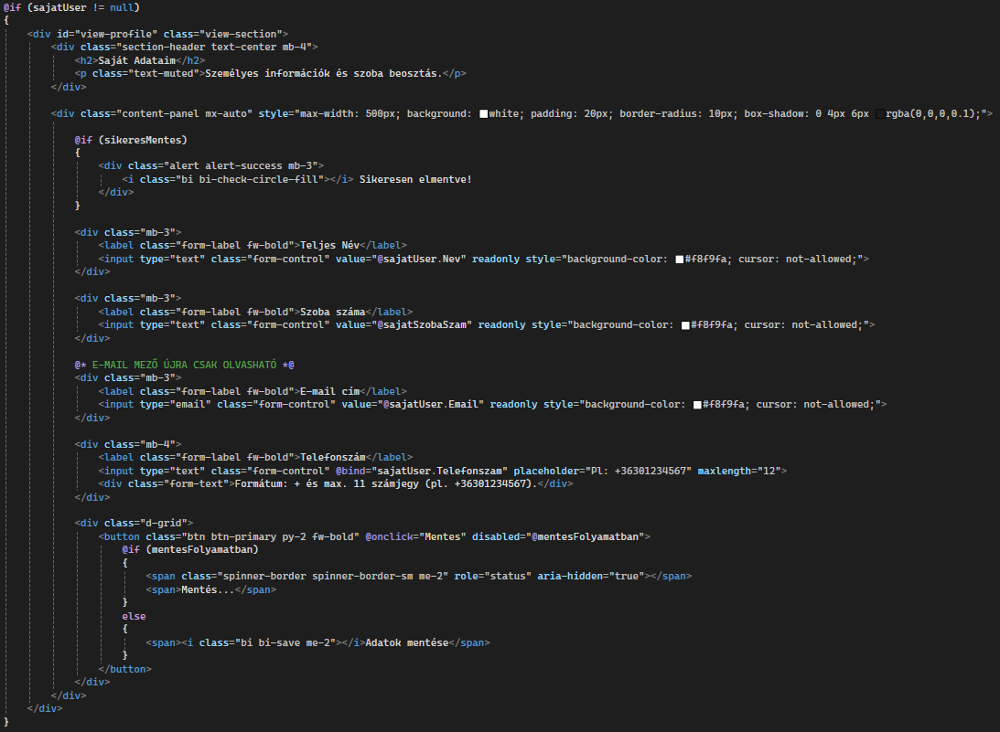 @if (sajatUser != null)
{
<div id="view-profile" class="view-section">
<div class="section-header text-center mb-4">
<h2>Saját Adataim</h2>
<p class="text-muted">Személyes információk és szoba beosztás.</p>
</div>
<div class="content-panel mx-auto" style="max-width: 500px; background: white; padding: 20px; border-radius: 10px; box-shadow: 0 4px 6px rgba(0,0,0,0.1);">
@if (sikeresMentes)
{
<div class="alert alert-success mb-3">
<i class="bi bi-check-circle-fill"></i> Sikeresen elmentve!
</div>
}
<div class="mb-3">
<label class="form-label fw-bold">Teljes Név</label>
<input type="text" class="form-control" value="@sajatUser.Nev" readonly style="background-color: #f8f9fa; cursor: not-allowed;">
</div>
<div class="mb-3">
<label class="form-label fw-bold">Szoba száma</label>
<input type="text" class="form-control" value="@sajatSzobaSzam" readonly style="background-color: #f8f9fa; cursor: not-allowed;">
</div>
@* E-MAIL MEZŐ ÚJRA CSAK OLVASHATÓ *@
<div class="mb-3">
<label class="form-label fw-bold">E-mail cím</label>
<input type="email" class="form-control" value="@sajatUser.Email" readonly style="background-color: #f8f9fa; cursor: not-allowed;">
</div>
<div class="mb-4">
<label class="form-label fw-bold">Telefonszám</label>
<input type="text" class="form-control" @bind="sajatUser.Telefonszam" placeholder="Pl: +36301234567" maxlength="12">
<div class="form-text">Formátum: + és max. 11 számjegy (pl. +36301234567).</div>
</div>
<div class="d-grid">
<button class="btn btn-primary py-2 fw-bold" @onclick="Mentes" disabled="@mentesFolyamatban">
@if (mentesFolyamatban)
{
<span class="spinner-border spinner-border-sm me-2" role="status" aria-hidden="true"></span>
<span>Mentés...</span>
}
else
{
<span><i class="bi bi-save me-2"></i>Adatok mentése</span>
}
</button>
</div>
</div>
</div>
}